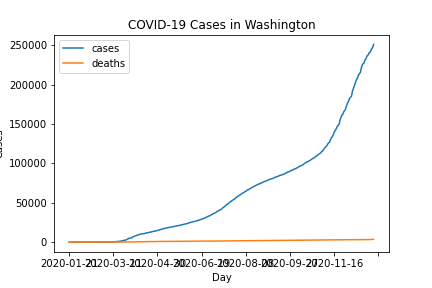 COVID-19 Cases in Washington
cases
deaths
250000
200000
150000
100000
50000
0
Cases
2020-01-21 2020-03-11 2020-04-30 2020-06-19 2020-08-08 2020-09-27 2020-11-16
Day